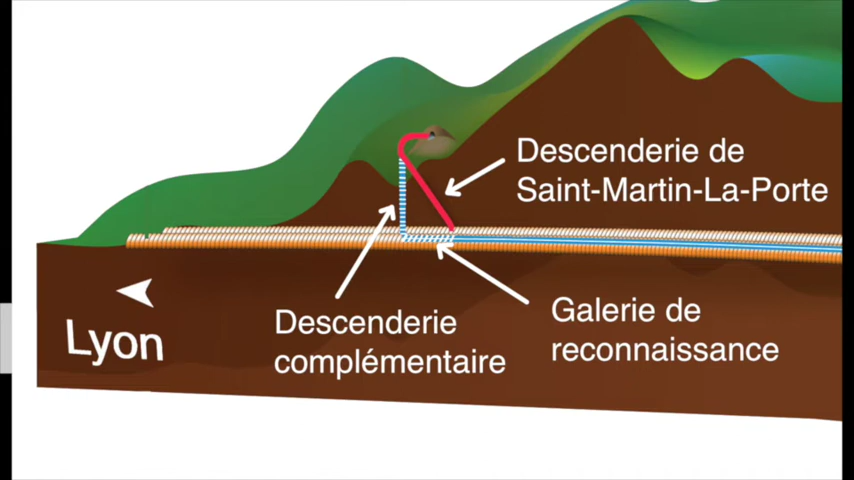 Descenderie de
Saint-Martin-La-Porte
Descenderie
complémentaire
Galerie de
reconnaissance
Lyon